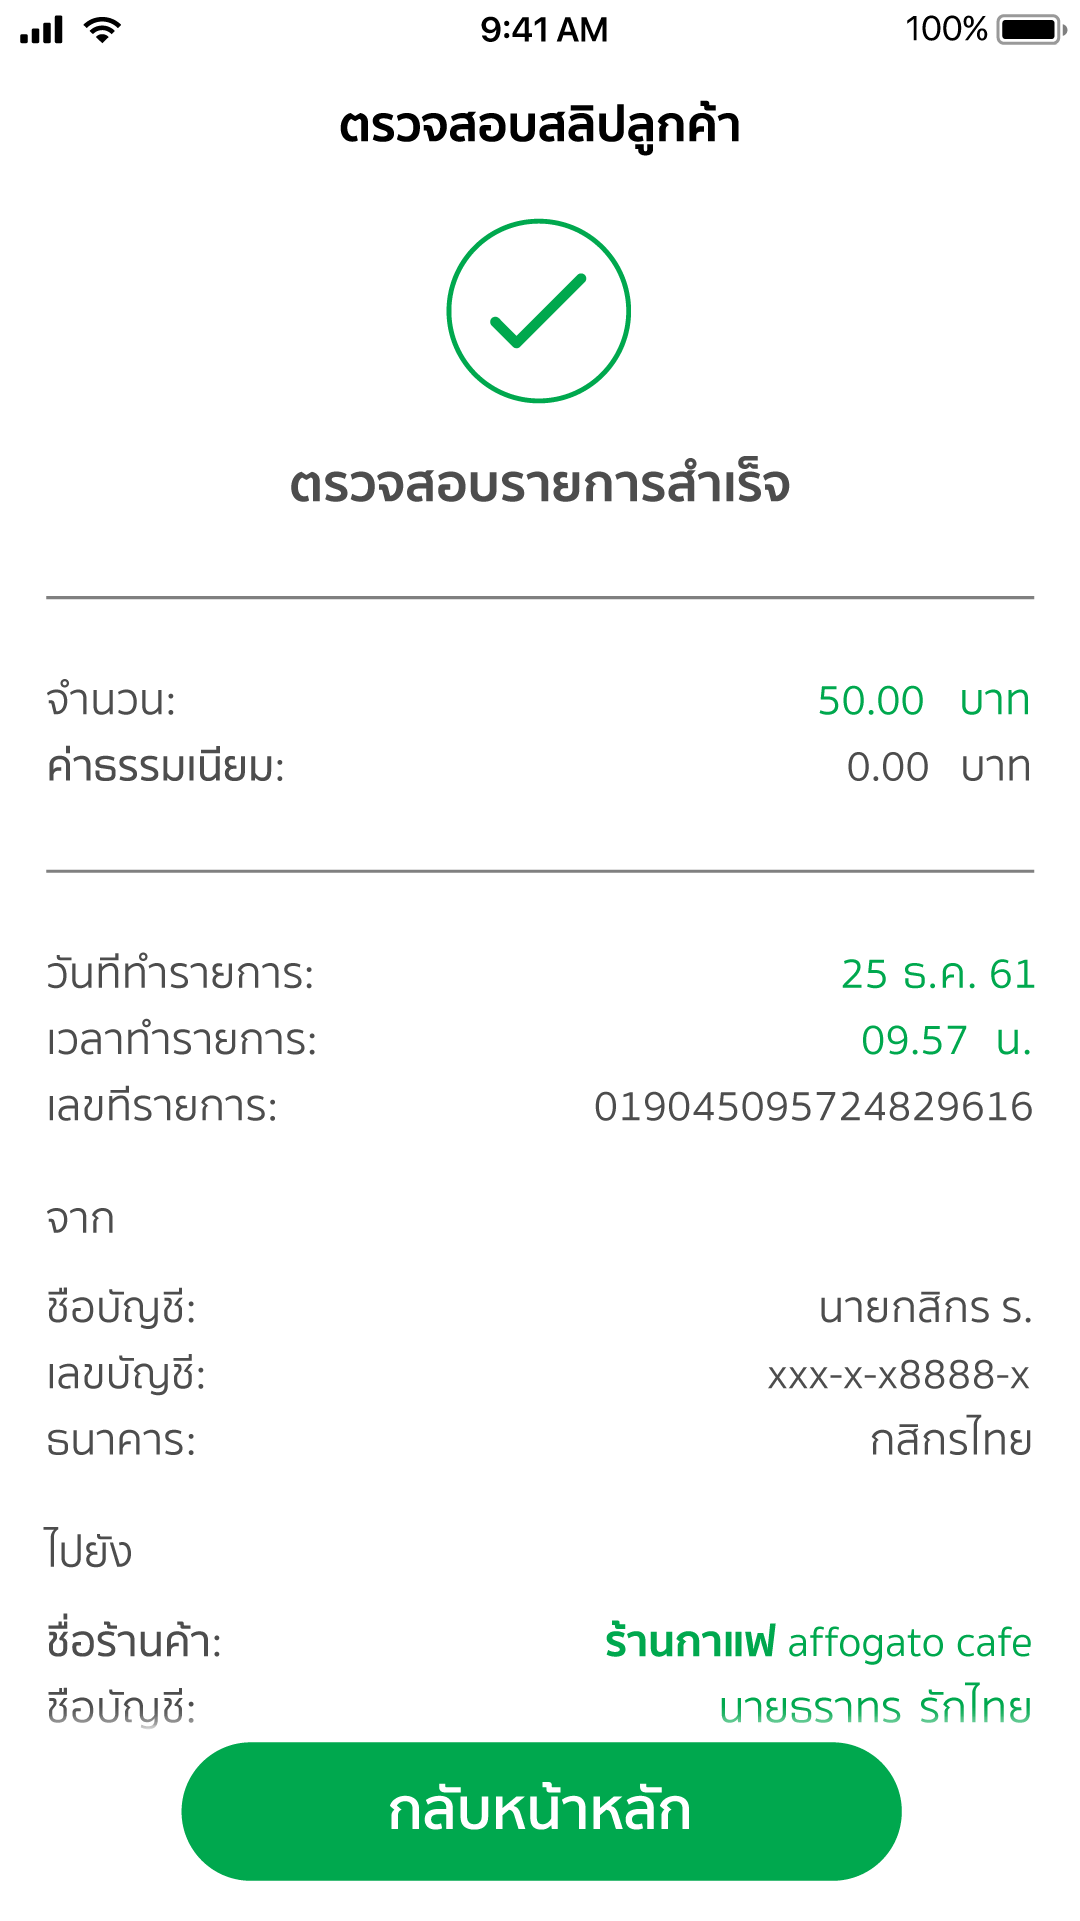 9:41 AM 100%
ตรวจสอบสลิปลูกค้า
ตรวจสอบรายการสำเร็จ
จำนวน: 50.00 บาท
ค่าธรรมเนียม: 0.00 บาท
วันที่ทำรายการ: 25 ธ.ค. 61
เวลาทำรายการ: 09.57 น.
เลขที่รายการ: 019045095724829616
จาก
ชื่อบัญชี: นายกสิกร ร.
เลขบัญชี: xxx-x-x8888-x
ธนาคาร: กสิกรไทย
ไปยัง
ชื่อร้านค้า: ร้านกาแฟ affogato cafe
ชื่อบัญชี: นายธราทร รักไทย
กลับหน้าหลัก